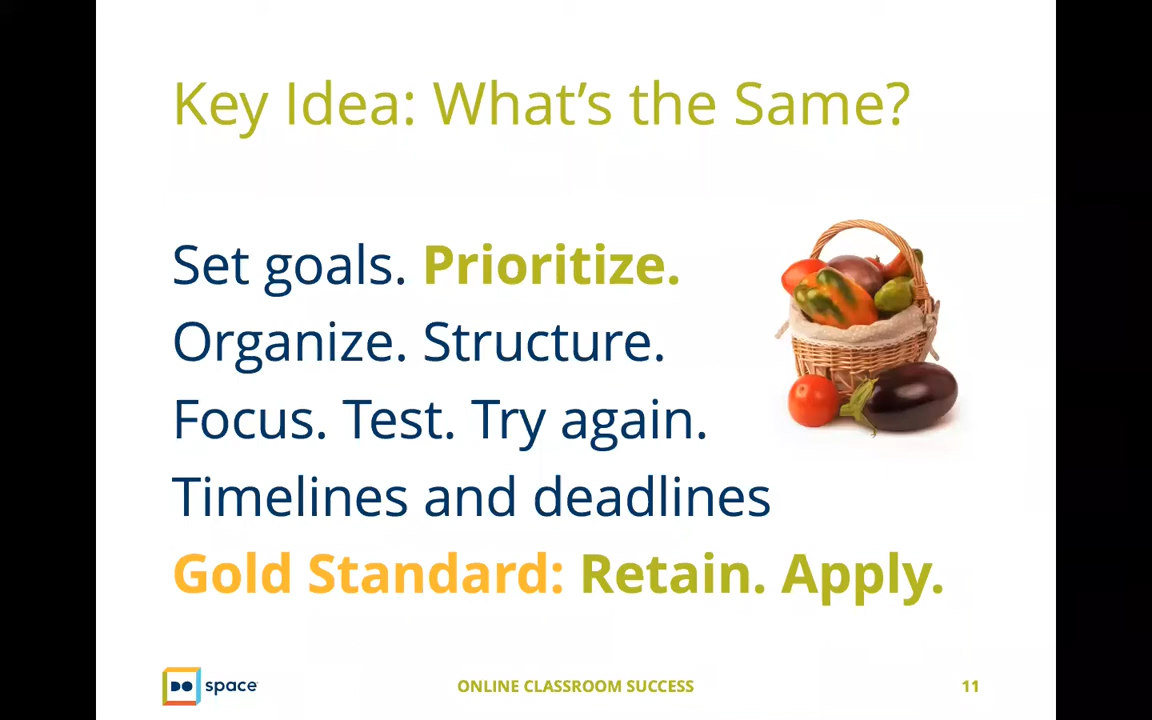 Key Idea: What’s the Same?
Set goals. Prioritize.
Organize. Structure.
Focus. Test. Try again.
Timelines and deadlines
Gold Standard: Retain. Apply.
DO space
ONLINE CLASSROOM SUCCESS
11